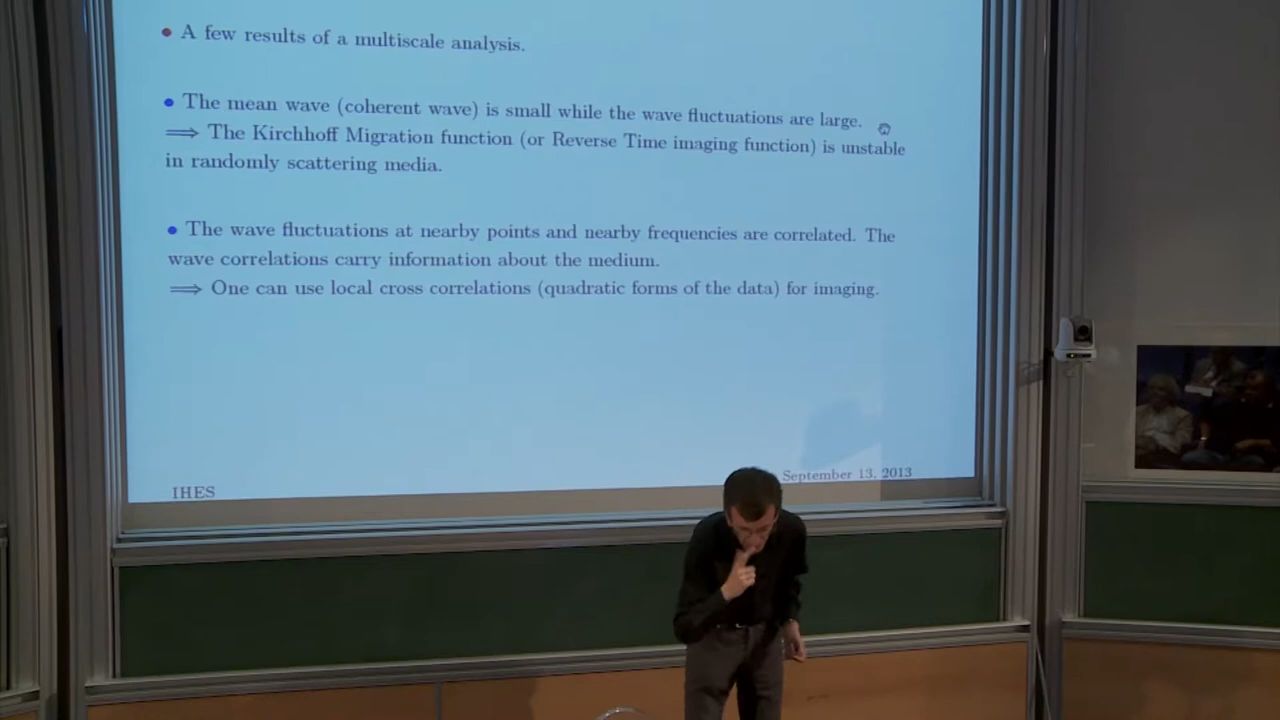 • A few results of a multiscale analysis.
• The mean wave (coherent wave) is small while the wave fluctuations are large.
⟹ The Kirchhoff Migration function (or Reverse Time imaging function) is unstable
in randomly scattering media.
• The wave fluctuations at nearby points and nearby frequencies are correlated. The
wave correlations carry information about the medium.
⟹ One can use local cross correlations (quadratic forms of the data) for imaging.
IHES
September 13, 2013